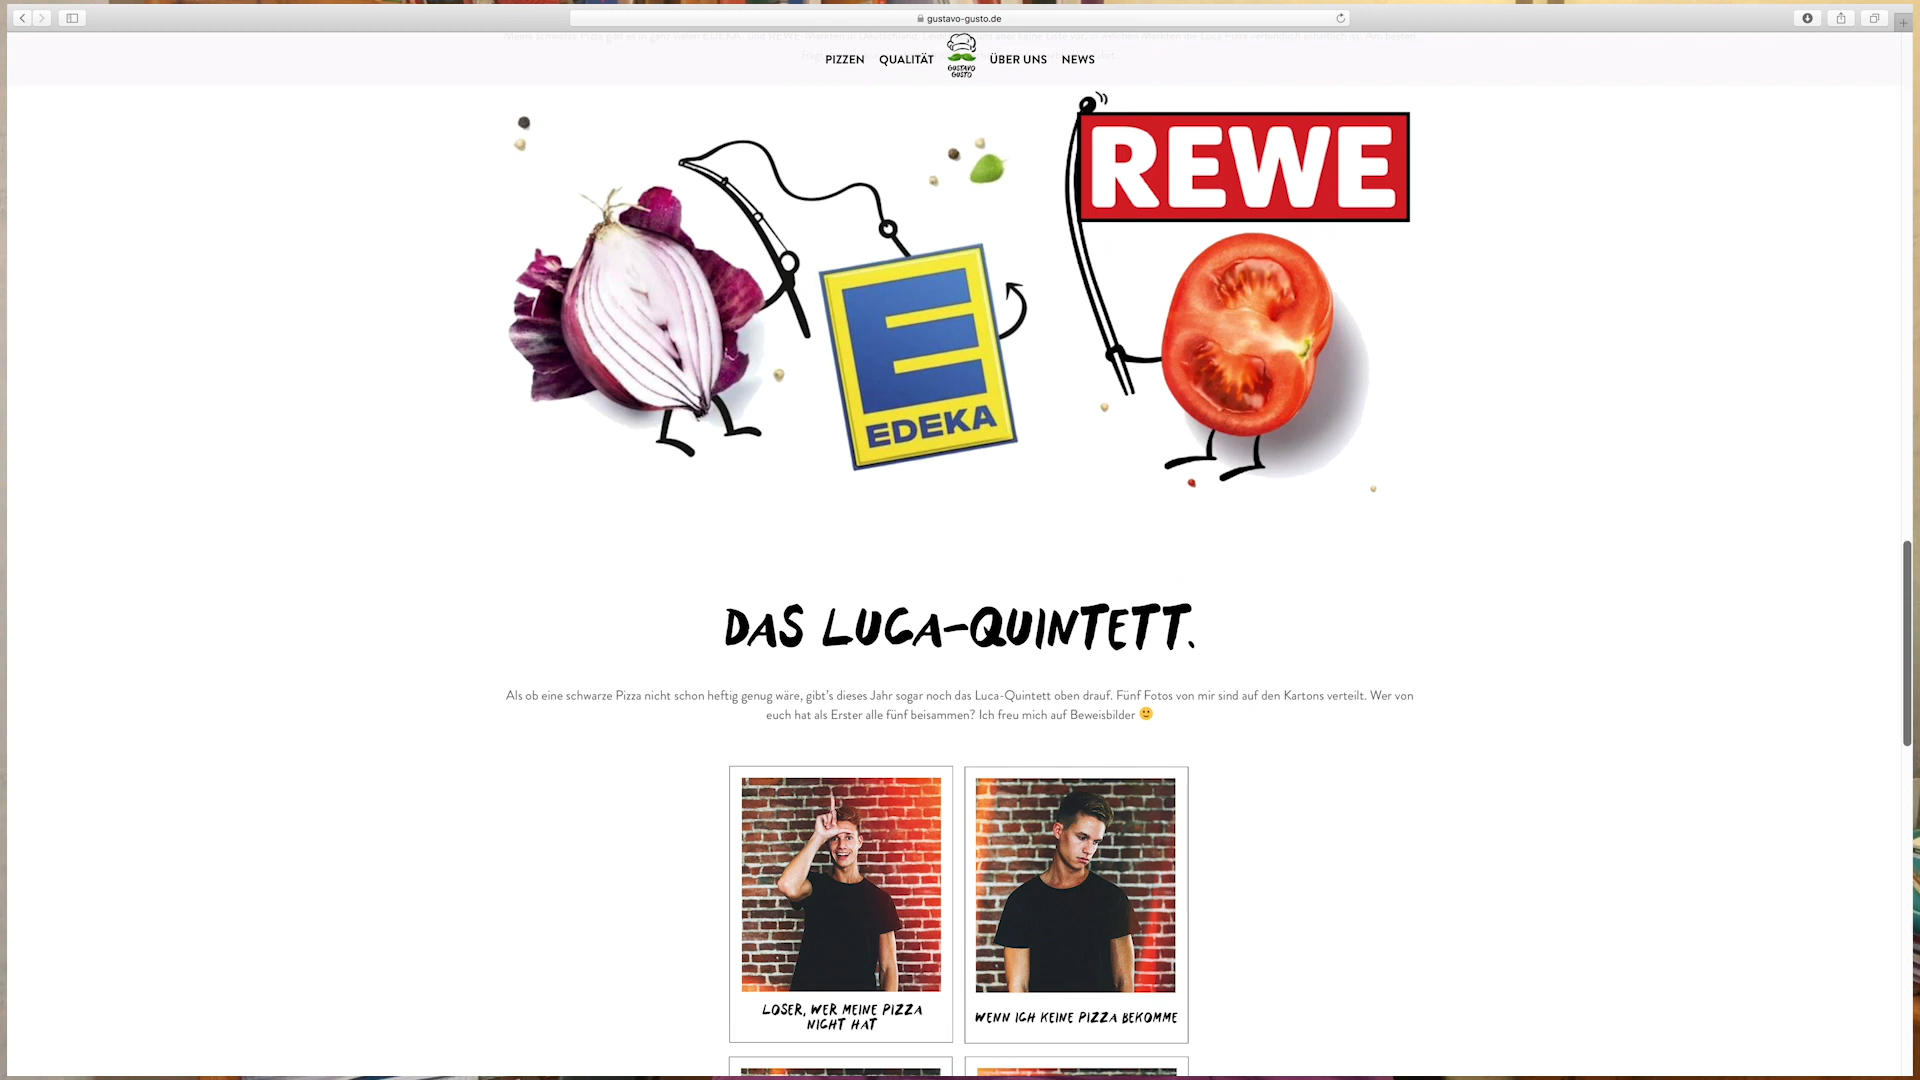 gustavo-gusto.de
PIZZEN QUALITÄT GUSTAVO GUSTO ÜBER UNS NEWS
REWE
EDEKA
DAS LUCA-QUINTETT.
Als ob eine schwarze Pizza nicht schon heftig genug wäre, gibt's dieses Jahr sogar noch das Luca-Quintett oben drauf. Fünf Fotos von mir sind auf den Kartons verteilt. Wer von
euch hat als Erster alle fünf beisammen? Ich freu mich auf Beweisbilder 🙂
LOSER, WER MEINE PIZZA
NICHT HAT
WENN ICH KEINE PIZZA BEKOMME